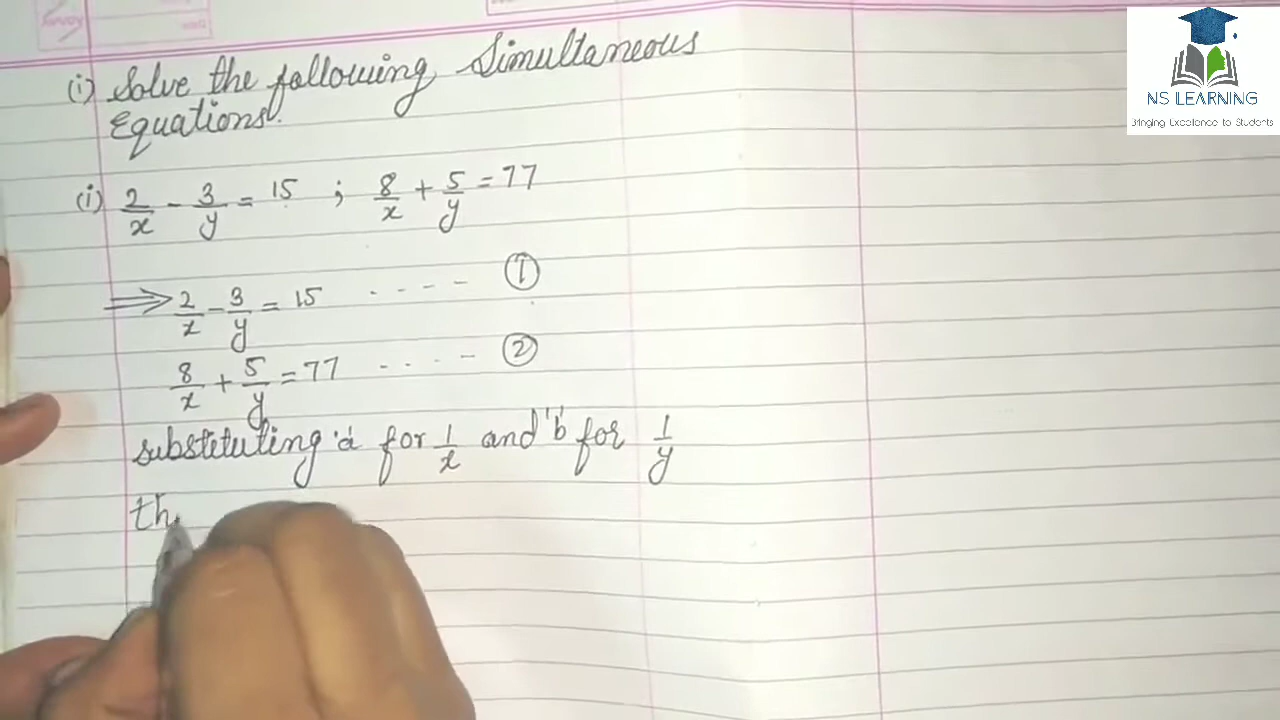 NS LEARNING
Bringing Excellence to Students
(i) Solve the following, Simultaneous
Equations.
(i) 2/x - 3/y = 15 ; 8/x + 5/y = 77
⟹ 2/x - 3/y = 15 ---- ①
8/x + 5/y = 77 ---- ②
substituting 'a' for 1/x and 'b' for 1/y
th